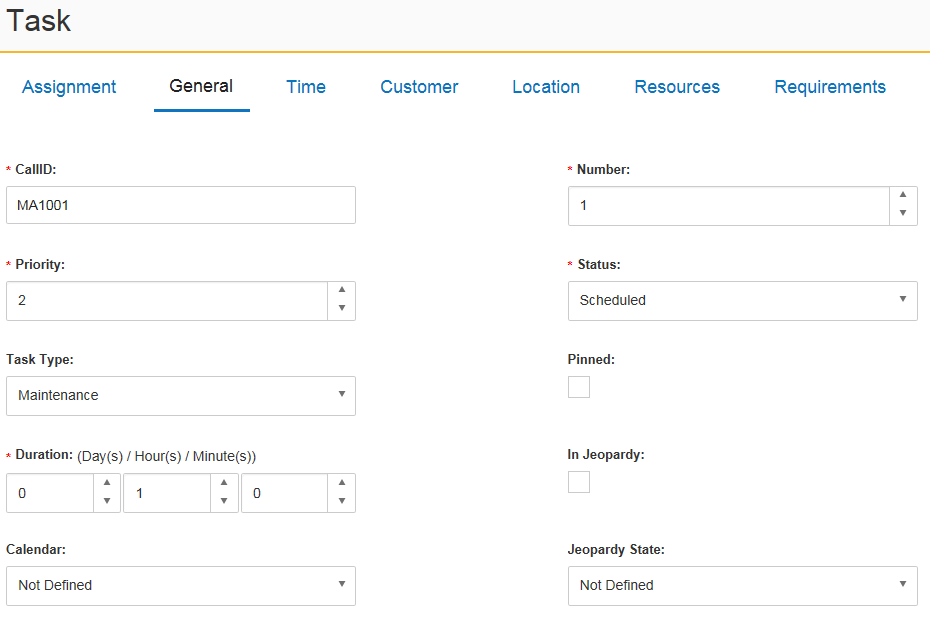 Task
Assignment General Time Customer Location Resources Requirements
* CallID: * Number:
MA1001 1
* Priority: * Status:
2 Scheduled
Task Type: Pinned:
Maintenance
* Duration: (Day(s) / Hour(s) / Minute(s)) In Jeopardy:
0 1 0
Calendar: Jeopardy State:
Not Defined Not Defined